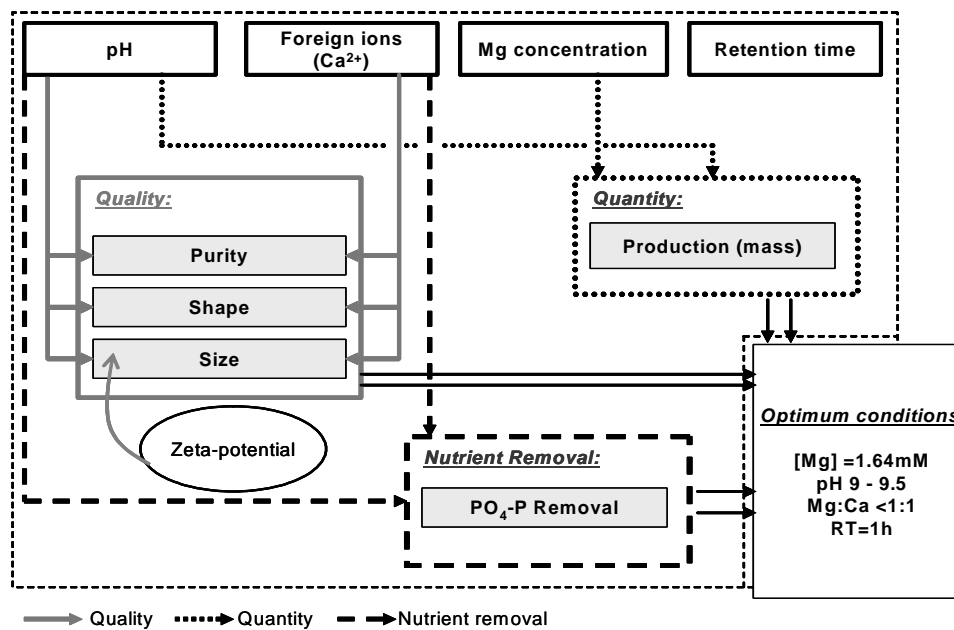 pH
Foreign ions
(Ca²⁺)
Mg concentration
Retention time
Quality:
Purity
Shape
Size
Zeta-potential
Quantity:
Production (mass)
Nutrient Removal:
PO₄-P Removal
Optimum conditions
[Mg] =1.64mM
pH 9 - 9.5
Mg:Ca <1:1
RT=1h
Quality
Quantity
Nutrient removal